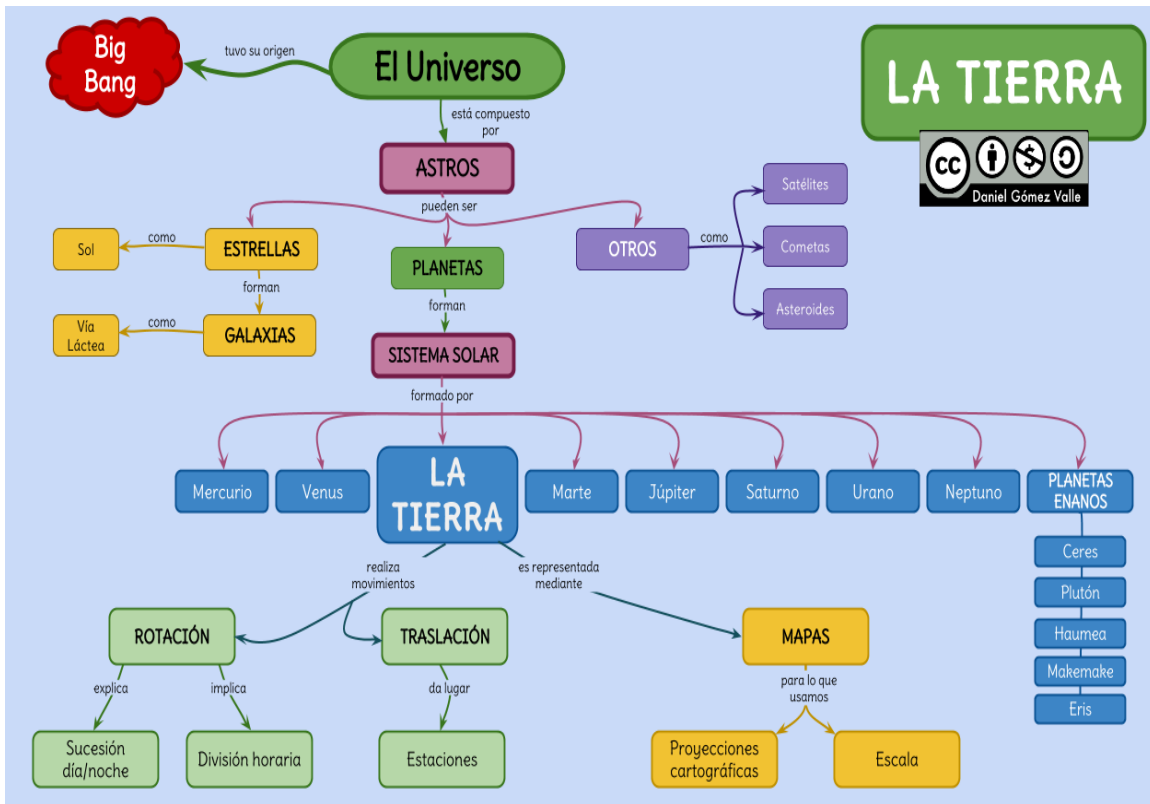 Big
Bang
tuvo su origen
El Universo
LA TIERRA
está compuesto
por
cc
Daniel Gómez Valle
ASTROS
pueden ser
Satélites
Sol
como
ESTRELLAS
PLANETAS
OTROS
como
Cometas
forman
forman
Asteroides
Vía
Láctea
como
GALAXIAS
SISTEMA SOLAR
formado por
Mercurio
Venus
LA
TIERRA
Marte
Júpiter
Saturno
Urano
Neptuno
PLANETAS
ENANOS
Ceres
Plutón
Haumea
Makemake
Eris
realiza
movimientos
es representada
mediante
ROTACIÓN
TRASLACIÓN
MAPAS
explica
implica
da lugar
para lo que
usamos
Sucesión
día/noche
División horaria
Estaciones
Proyecciones
cartográficas
Escala